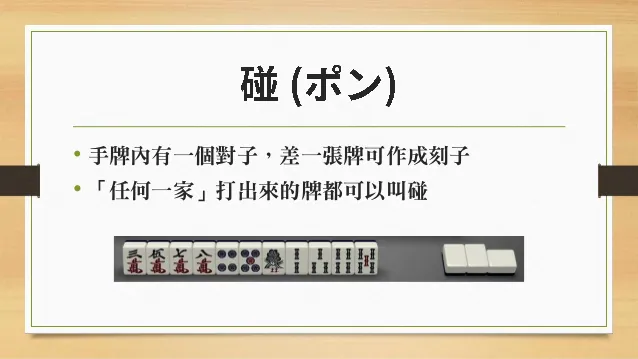 碰 (ポン)
• 手牌內有一個對子，差一張牌可作成刻子
• 「任何一家」打出來的牌都可以叫碰
三萬 伍萬 七萬 八萬